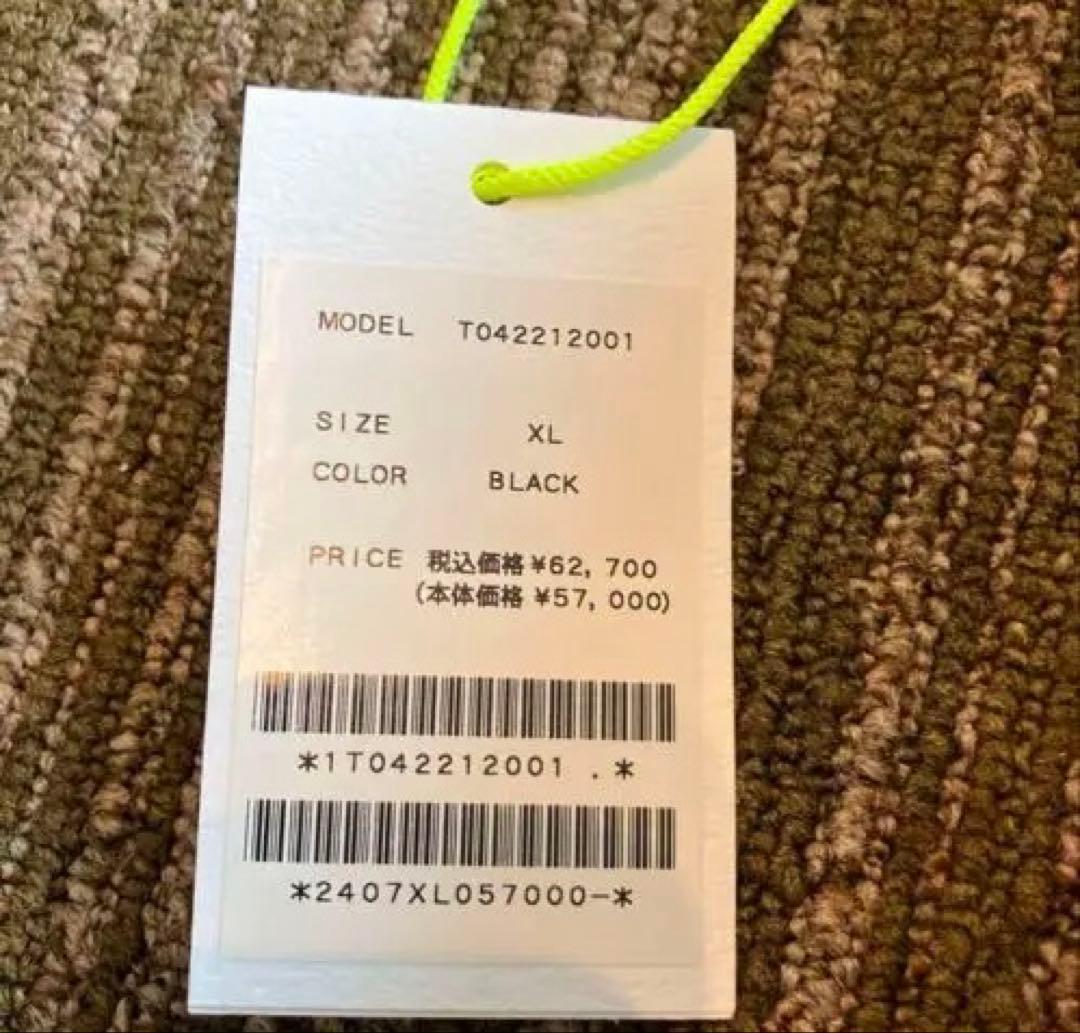 MODEL T042212001
SIZE XL
COLOR BLACK
PRICE 税込価格¥62, 700
(本体価格 ¥57, 000)
*1T042212001 .*
*2407XL057000-*